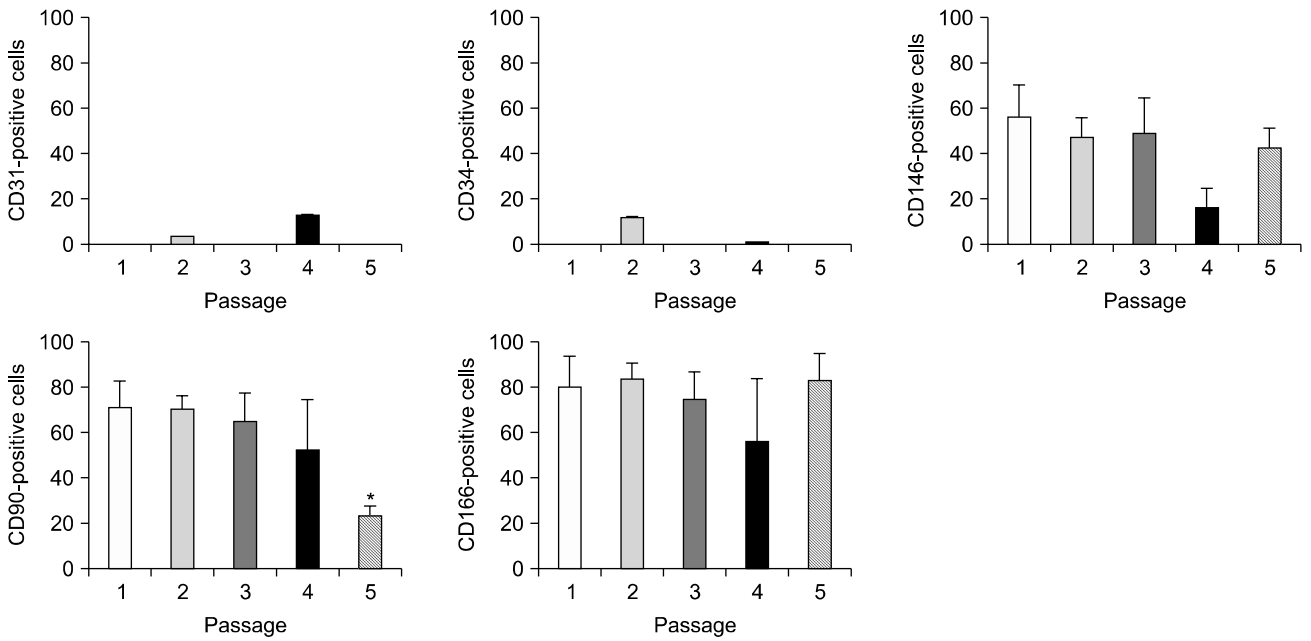 CD31-positive cells
100
80
60
40
20
0
1 2 3 4 5
Passage
CD34-positive cells
100
80
60
40
20
0
1 2 3 4 5
Passage
CD146-positive cells
100
80
60
40
20
0
1 2 3 4 5
Passage
CD90-positive cells
100
80
60
40
20
0
*
1 2 3 4 5
Passage
CD166-positive cells
100
80
60
40
20
0
1 2 3 4 5
Passage